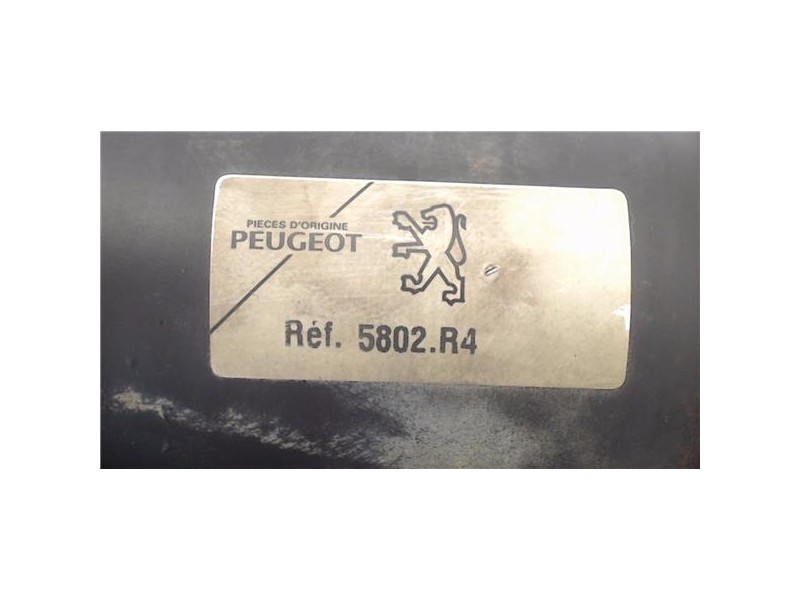 PIECES D'ORIGINE
PEUGEOT
Réf. 5802.R4